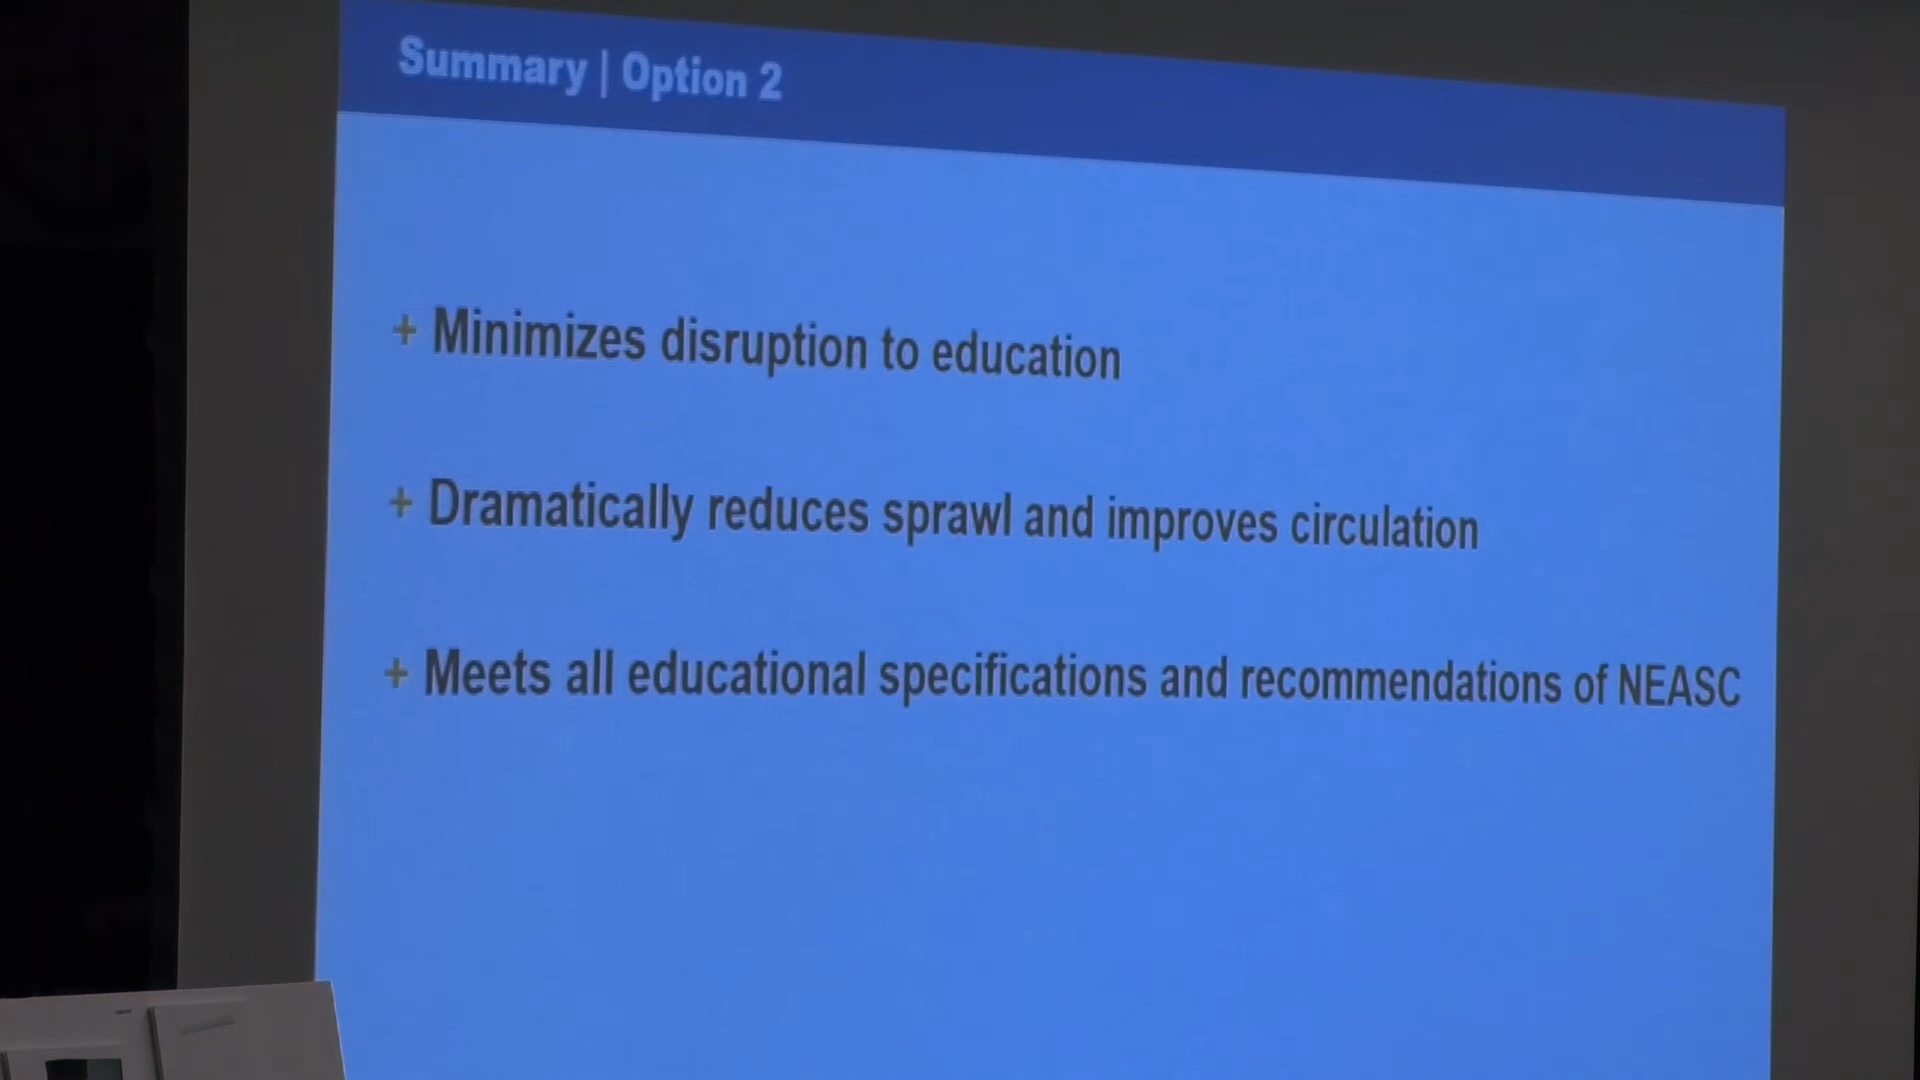 Summary | Option 2
+ Minimizes disruption to education
+ Dramatically reduces sprawl and improves circulation
+ Meets all educational specifications and recommendations of NEASC